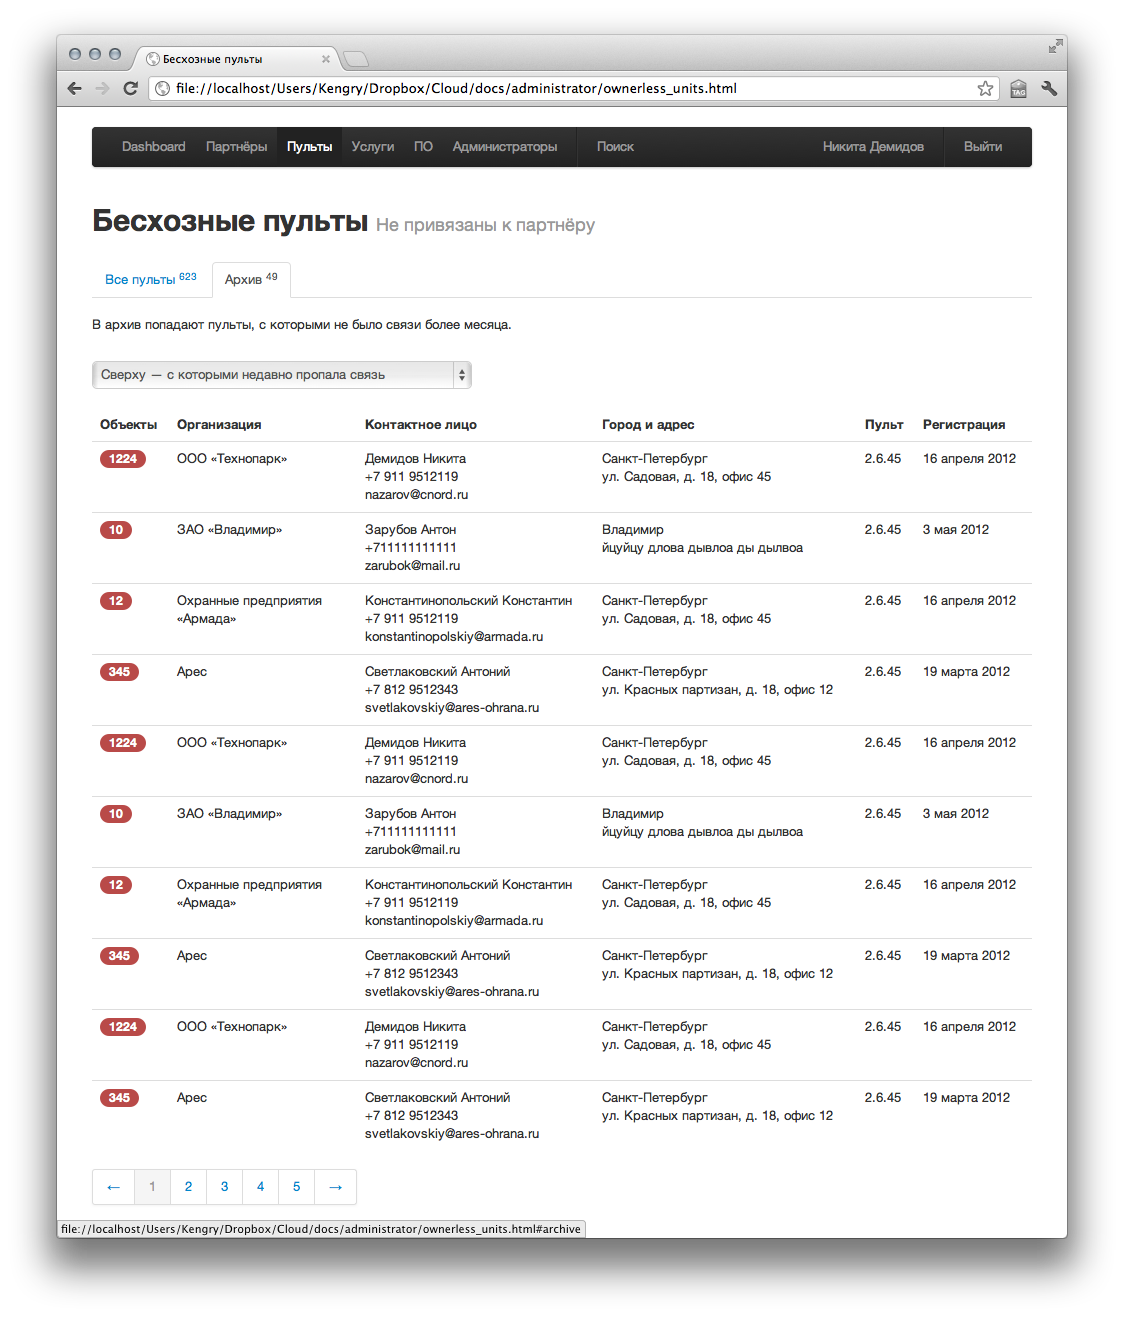 Бесхозные пульты
file://localhost/Users/Kengry/Dropbox/Cloud/docs/administrator/ownerless_units.html
TAG
Dashboard Партнёры Пульты Услуги ПО Администраторы Поиск Никита Демидов Выйти
Бесхозные пульты Не привязаны к партнёру
Все пульты 623 Архив 49
В архив попадают пульты, с которыми не было связи более месяца.
Сверху — с которыми недавно пропала связь
Объекты Организация Контактное лицо Город и адрес Пульт Регистрация
1224 ООО «Технопарк» Демидов Никита Санкт-Петербург 2.6.45 16 апреля 2012
+7 911 9512119 ул. Садовая, д. 18, офис 45
nazarov@cnord.ru
10 ЗАО «Владимир» Зарубов Антон Владимир 2.6.45 3 мая 2012
+711111111111 йцуйцу длова дывлоа ды дылвоа
zarubok@mail.ru
12 Охранные предприятия Константинопольский Константин Санкт-Петербург 2.6.45 16 апреля 2012
«Армада» +7 911 9512119 ул. Садовая, д. 18, офис 45
konstantinopolskiy@armada.ru
345 Арес Светлаковский Антоний Санкт-Петербург 2.6.45 19 марта 2012
+7 812 9512343 ул. Красных партизан, д. 18, офис 12
svetlakovskiy@ares-ohrana.ru
1224 ООО «Технопарк» Демидов Никита Санкт-Петербург 2.6.45 16 апреля 2012
+7 911 9512119 ул. Садовая, д. 18, офис 45
nazarov@cnord.ru
10 ЗАО «Владимир» Зарубов Антон Владимир 2.6.45 3 мая 2012
+711111111111 йцуйцу длова дывлоа ды дылвоа
zarubok@mail.ru
12 Охранные предприятия Константинопольский Константин Санкт-Петербург 2.6.45 16 апреля 2012
«Армада» +7 911 9512119 ул. Садовая, д. 18, офис 45
konstantinopolskiy@armada.ru
345 Арес Светлаковский Антоний Санкт-Петербург 2.6.45 19 марта 2012
+7 812 9512343 ул. Красных партизан, д. 18, офис 12
svetlakovskiy@ares-ohrana.ru
1224 ООО «Технопарк» Демидов Никита Санкт-Петербург 2.6.45 16 апреля 2012
+7 911 9512119 ул. Садовая, д. 18, офис 45
nazarov@cnord.ru
345 Арес Светлаковский Антоний Санкт-Петербург 2.6.45 19 марта 2012
+7 812 9512343 ул. Красных партизан, д. 18, офис 12
svetlakovskiy@ares-ohrana.ru
← 1 2 3 4 5 →
file://localhost/Users/Kengry/Dropbox/Cloud/docs/administrator/ownerless_units.html#archive